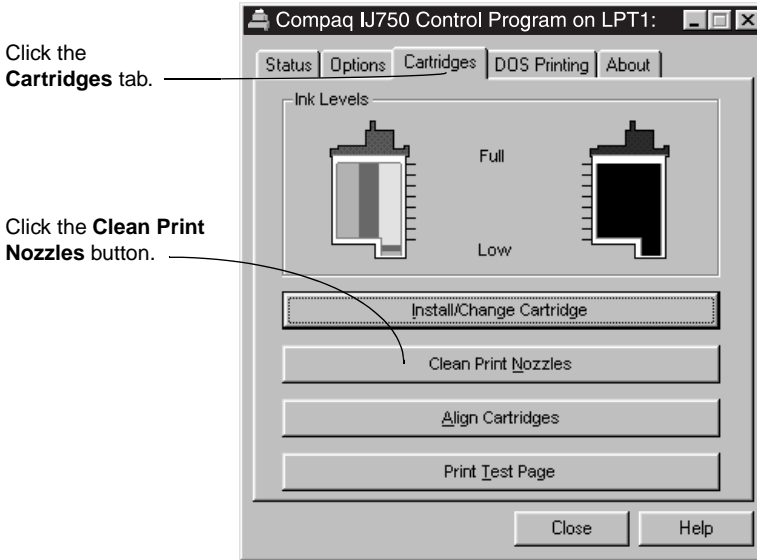 Compaq IJ750 Control Program on LPT1:
Click the
Cartridges tab.
Status Options Cartridges DOS Printing About
Ink Levels
Full
Low
Click the Clean Print
Nozzles button.
Install/Change Cartridge
Clean Print Nozzles
Align Cartridges
Print Test Page
Close Help